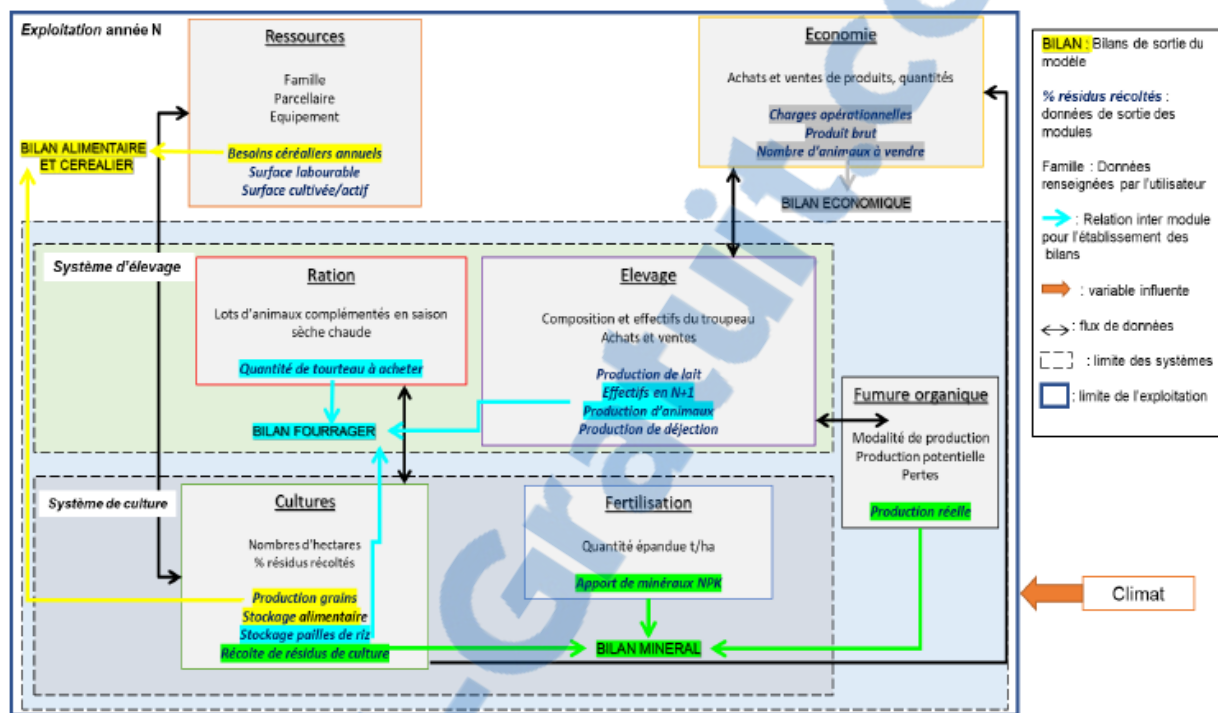 Exploitation année N
Ressources
Famille
Parcellaire
Equipement
Besoins céréaliers annuels
Surface labourable
Surface cultivée/actif
BILAN ALIMENTAIRE
ET CEREALIER
Economie
Achats et ventes de produits, quantités
Charges opérationnelles
Produit brut
Nombre d'animaux à vendre
BILAN ECONOMIQUE
Système d'élevage
Ration
Lots d'animaux complémentés en saison
sèche chaude
Quantité de tourteau à acheter
BILAN FOURRAGER
Elevage
Composition et effectifs du troupeau
Achats et ventes
Production de lait
Effectifs en N+1
Production d'animaux
Production de déjection
Fumure organique
Modalité de production
Production potentielle
Pertes
Production réelle
Système de culture
Cultures
Nombres d'hectares
% résidus récoltés
Production grains
Stockage alimentaire
Stockage pailles de riz
Récolte de résidus de culture
Fertilisation
Quantité épandue t/ha
Apport de minéraux NPK
BILAN MINERAL
Climat
BILAN : Bilans de sortie du
modèle
% résidus récoltés :
données de sortie des
modules
Famille : Données
renseignées par l'utilisateur
: Relation inter module
pour l'établissement des
bilans
: variable influente
: flux de données
: limite des systèmes
: limite de l'exploitation